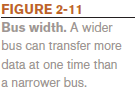 FIGURE 2-11
Bus width. A wider
bus can transfer more
data at one time than
a narrower bus.